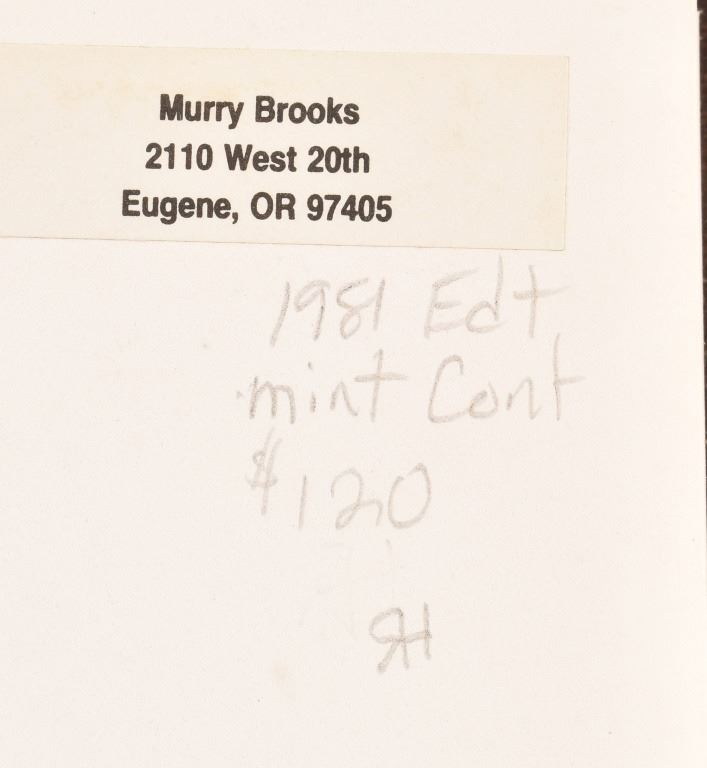 Murry Brooks
2110 West 20th
Eugene, OR 97405
1981 Edt
mint Cont
$120